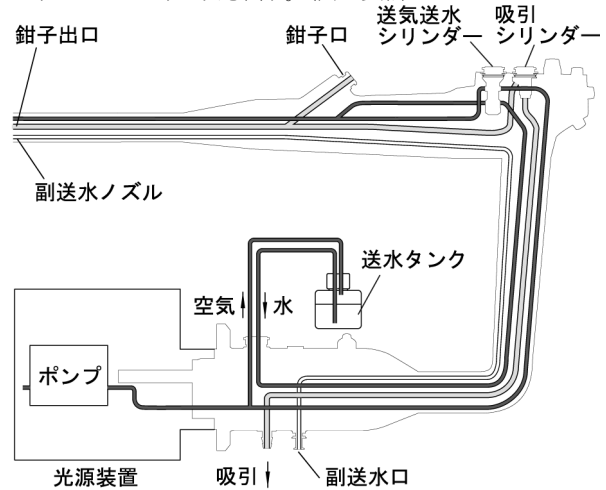 鉗子出口
鉗子口
送気送水
シリンダー
吸引
シリンダー
副送水ノズル
送水タンク
空気
水
ポンプ
光源装置
吸引
副送水口